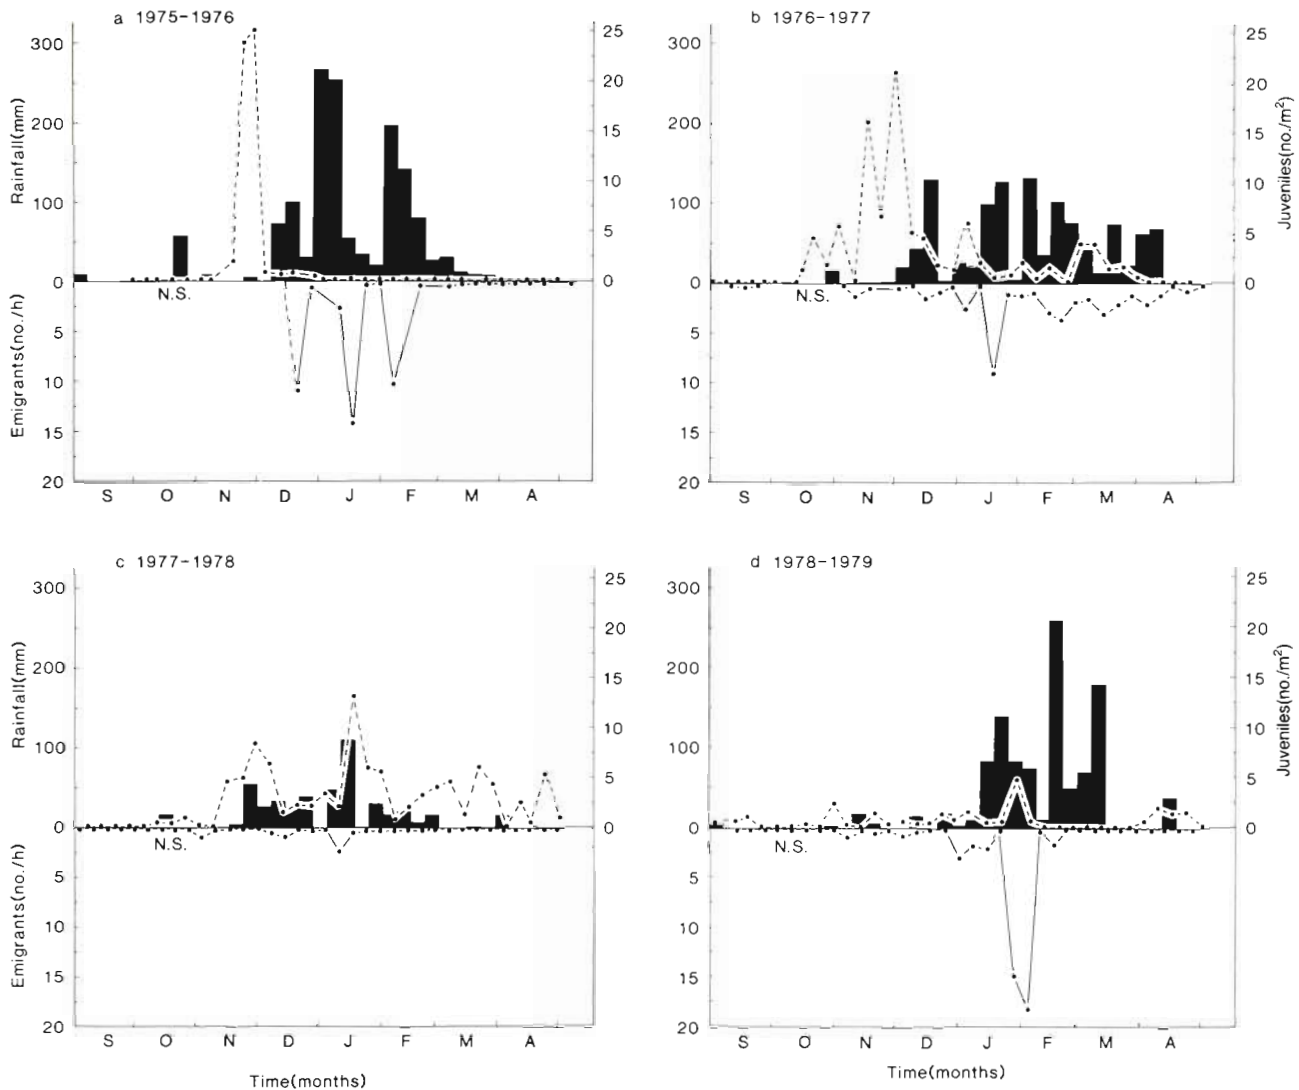 a 1975-1976
300
200
100
0
5
10
15
20
Rainfall(mm)
Emigrants(no./h)
25
20
15
10
5
0
N.S.
S O N D J F M A
b 1976-1977
300
200
100
0
5
10
15
20
25
20
15
10
5
0
Juveniles(no./m²)
N.S.
S O N D J F M A
c 1977-1978
300
200
100
0
5
10
15
20
Rainfall(mm)
Emigrants(no./h)
25
20
15
10
5
0
N.S.
S O N D J F M A
Time(months)
d 1978-1979
300
200
100
0
5
10
15
20
25
20
15
10
5
0
Juveniles(no./m²)
N.S.
S O N D J F M A
Time(months)